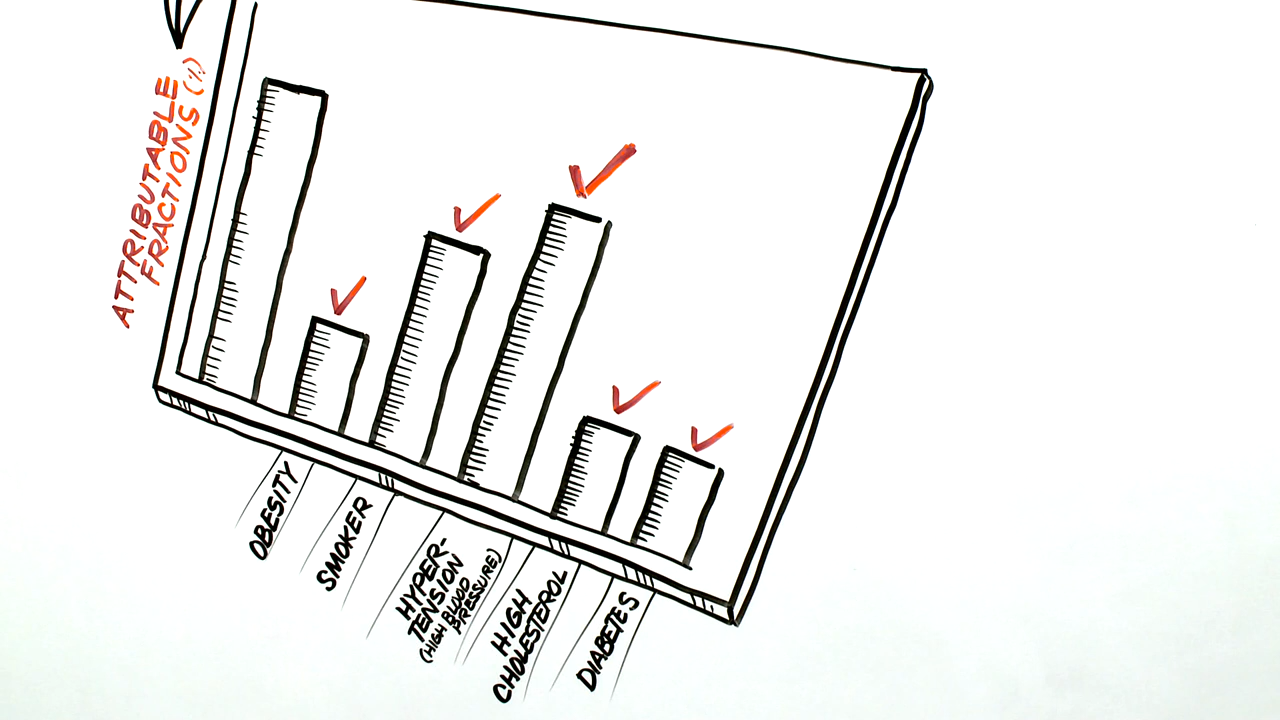 ATTRIBUTABLE
FRACTIONS (%)
OBESITY
SMOKER
HYPER-
TENSION
(HIGH BLOOD
PRESSURE)
HIGH
CHOLESTEROL
DIABETES